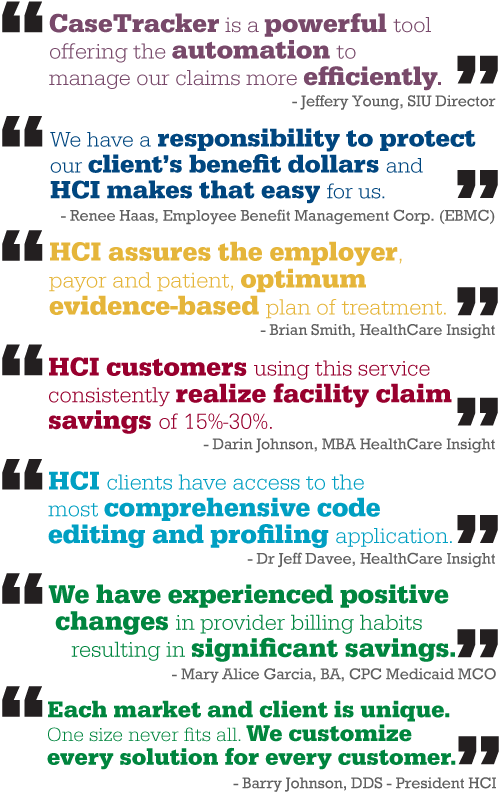 “ CaseTracker is a powerful tool
offering the automation to
manage our claims more efficiently. ”
- Jeffery Young, SIU Director
“ We have a responsibility to protect
our client’s benefit dollars and
HCI makes that easy for us. ”
- Renee Haas, Employee Benefit Management Corp. (EBMC)
“ HCI assures the employer,
payor and patient, optimum
evidence-based plan of treatment. ”
- Brian Smith, HealthCare Insight
“ HCI customers using this service
consistently realize facility claim
savings of 15%-30%. ”
- Darin Johnson, MBA HealthCare Insight
“ HCI clients have access to the
most comprehensive code
editing and profiling application. ”
- Dr Jeff Davee, HealthCare Insight
“ We have experienced positive
changes in provider billing habits
resulting in significant savings. ”
- Mary Alice Garcia, BA, CPC Medicaid MCO
“ Each market and client is unique.
One size never fits all. We customize
every solution for every customer. ”
- Barry Johnson, DDS - President HCI